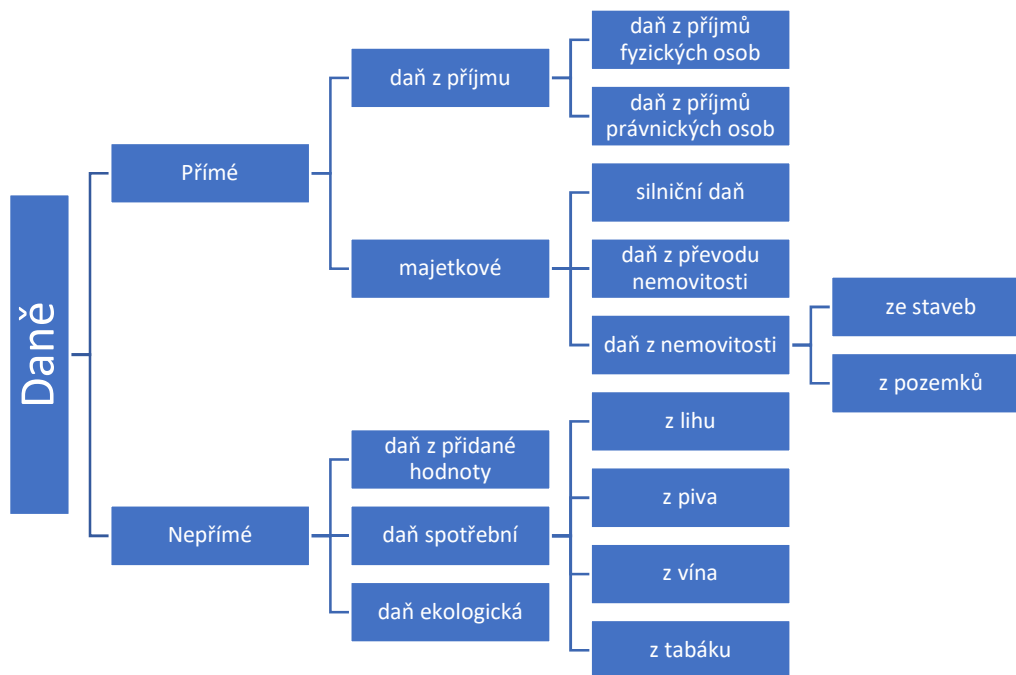 Daně
Přímé
daň z příjmu
daň z příjmů
fyzických osob
daň z příjmů
právnických osob
majetkové
silniční daň
daň z převodu
nemovitosti
daň z nemovitosti
ze staveb
z pozemků
Nepřímé
daň z přidané
hodnoty
daň spotřební
z lihu
z piva
z vína
z tabáku
daň ekologická